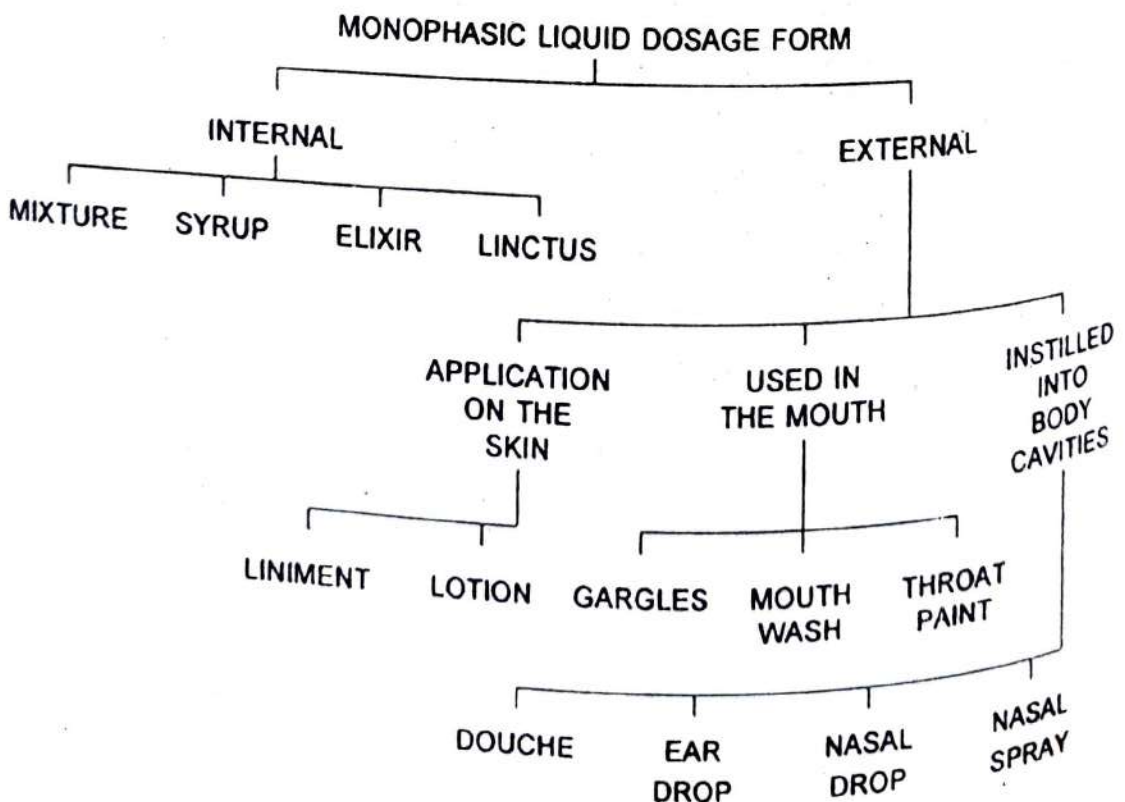 MONOPHASIC LIQUID DOSAGE FORM
INTERNAL
EXTERNAL
MIXTURE
SYRUP
ELIXIR
LINCTUS
APPLICATION
ON THE
SKIN
USED IN
THE MOUTH
INSTILLED
INTO
BODY
CAVITIES
LINIMENT
LOTION
GARGLES
MOUTH
WASH
THROAT
PAINT
DOUCHE
EAR
DROP
NASAL
DROP
NASAL
SPRAY